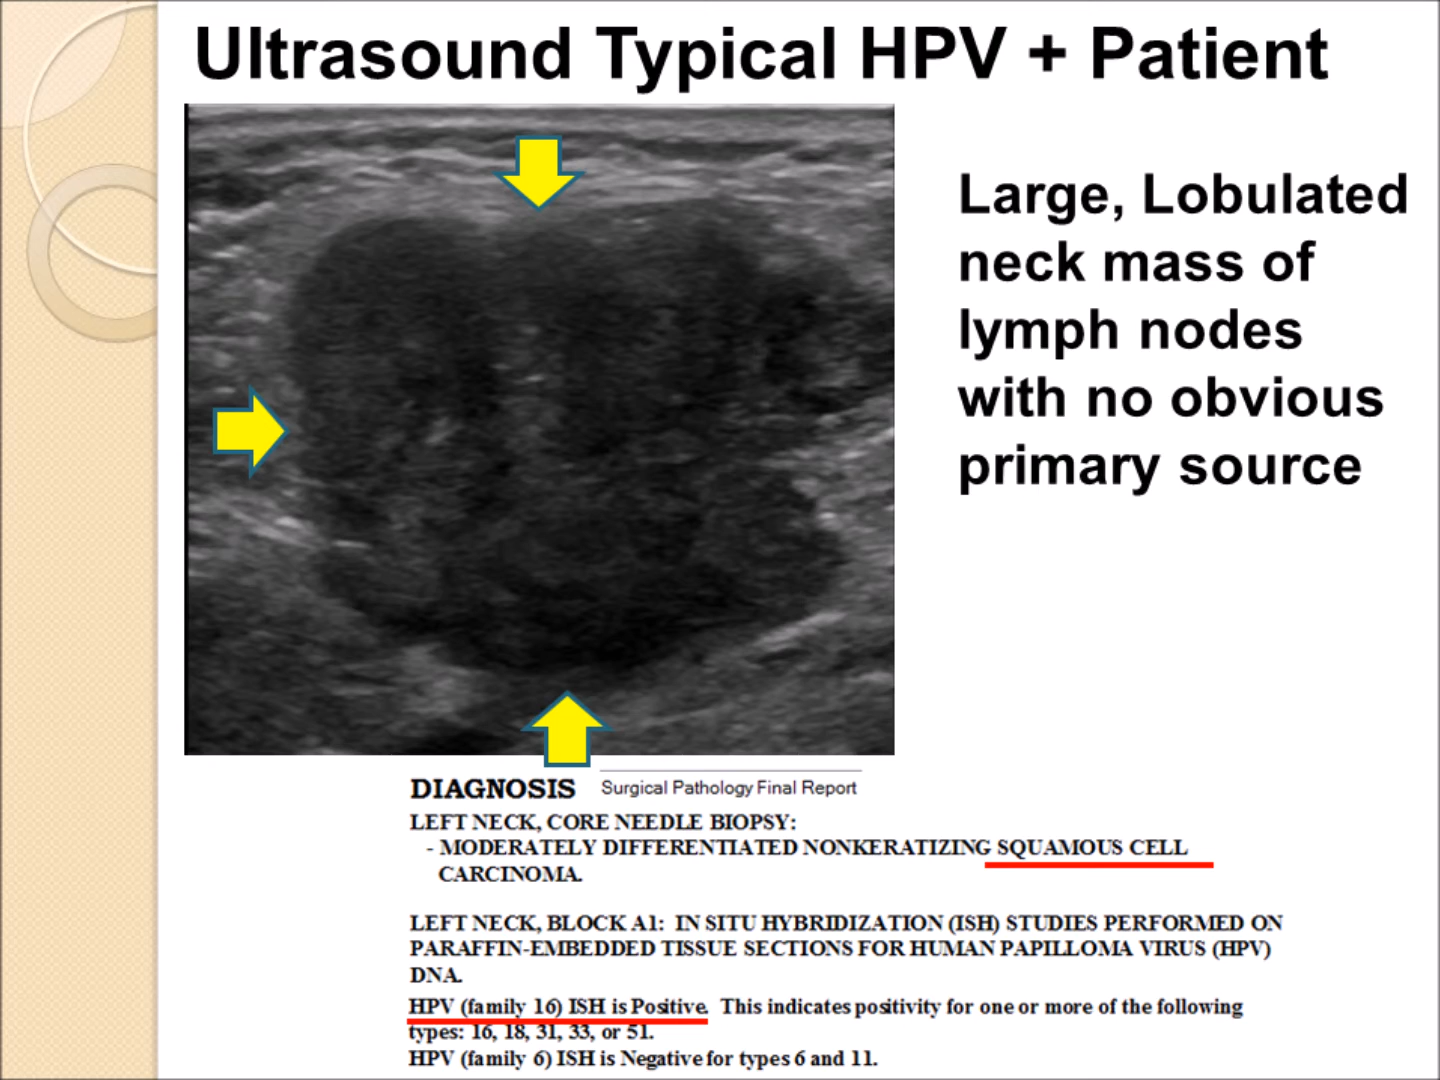 Ultrasound Typical HPV + Patient
Large, Lobulated
neck mass of
lymph nodes
with no obvious
primary source
DIAGNOSIS Surgical Pathology Final Report
LEFT NECK, CORE NEEDLE BIOPSY:
- MODERATELY DIFFERENTIATED NONKERATIZING SQUAMOUS CELL
CARCINOMA.
LEFT NECK, BLOCK A1: IN SITU HYBRIDIZATION (ISH) STUDIES PERFORMED ON
PARAFFIN-EMBEDDED TISSUE SECTIONS FOR HUMAN PAPILLOMA VIRUS (HPV)
DNA.
HPV (family 16) ISH is Positive. This indicates positivity for one or more of the following
types: 16, 18, 31, 33, or 51.
HPV (family 6) ISH is Negative for types 6 and 11.